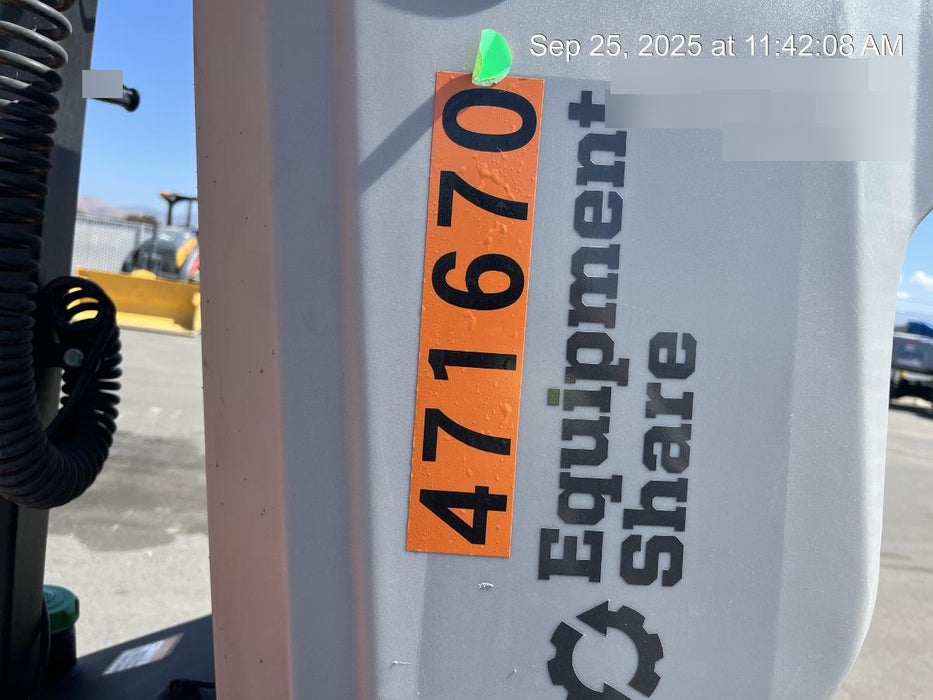 Sep 25, 2025 at 11:42:08 AM
471670
Equipment
Share